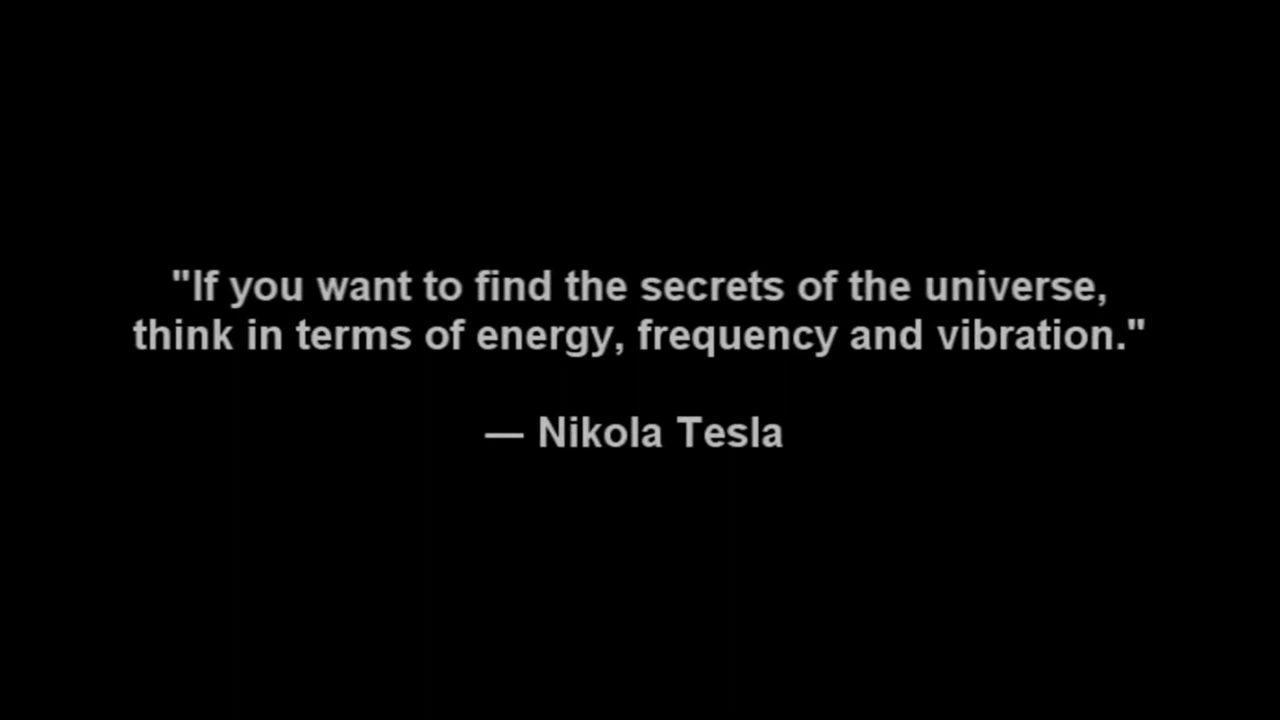 "If you want to find the secrets of the universe,
think in terms of energy, frequency and vibration."
— Nikola Tesla